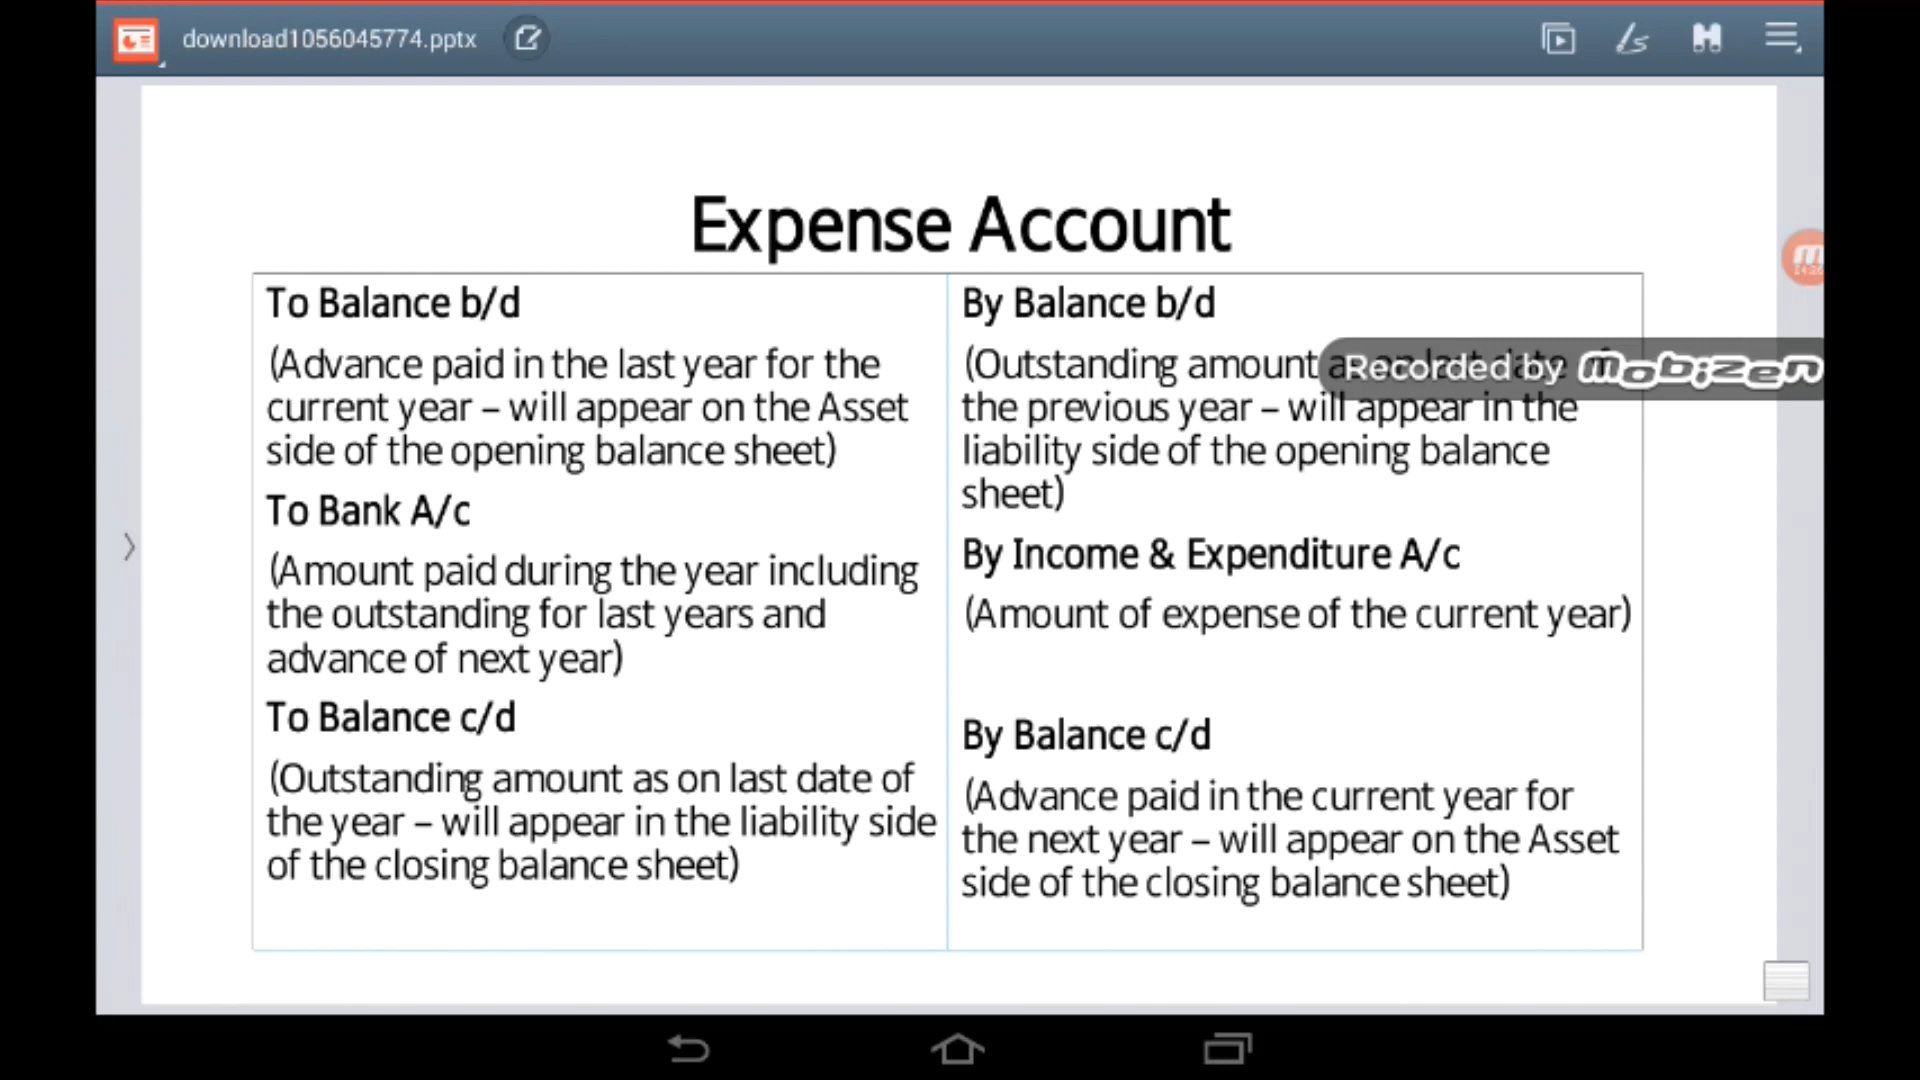 download1056045774.pptx
Expense Account
To Balance b/d
(Advance paid in the last year for the
current year – will appear on the Asset
side of the opening balance sheet)
To Bank A/c
(Amount paid during the year including
the outstanding for last years and
advance of next year)
To Balance c/d
(Outstanding amount as on last date of
the year – will appear in the liability side
of the closing balance sheet)
By Balance b/d
(Outstanding amount
Recorded by mobizen
the previous year – will appear in the
liability side of the opening balance
sheet)
By Income & Expenditure A/c
(Amount of expense of the current year)
By Balance c/d
(Advance paid in the current year for
the next year – will appear on the Asset
side of the closing balance sheet)